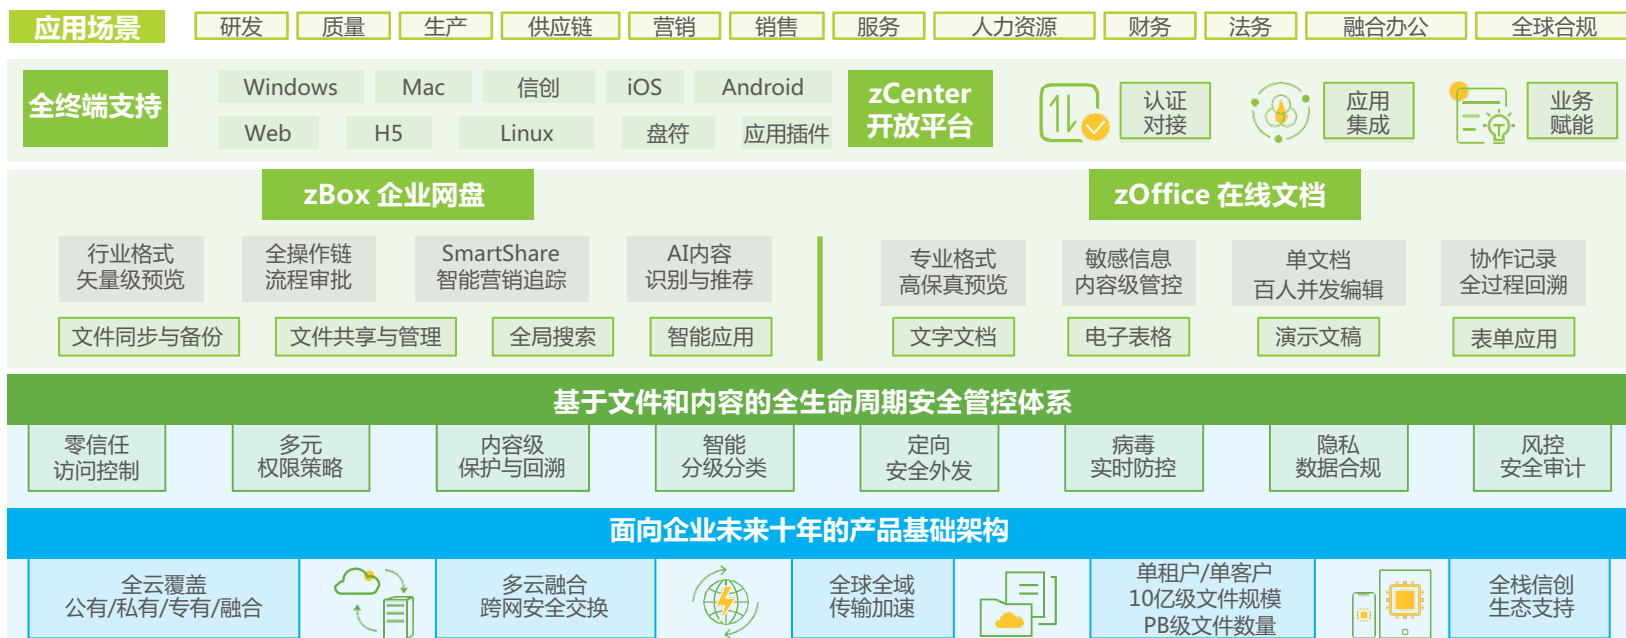 应用场景 研发 质量 生产 供应链 营销 销售 服务 人力资源 财务 法务 融合办公 全球合规
全终端支持
Windows Mac 信创 iOS Android
Web H5 Linux 盘符 应用插件
zCenter
开放平台
认证
对接
应用
集成
业务
赋能
zBox 企业网盘
行业格式
矢量级预览
全操作链
流程审批
SmartShare
智能营销追踪
AI内容
识别与推荐
文件同步与备份 文件共享与管理 全局搜索 智能应用
zOffice 在线文档
专业格式
高保真预览
敏感信息
内容级管控
单文档
百人并发编辑
协作记录
全过程回溯
文字文档 电子表格 演示文稿 表单应用
基于文件和内容的全生命周期安全管控体系
零信任
访问控制
多元
权限策略
内容级
保护与回溯
智能
分级分类
定向
安全外发
病毒
实时防控
隐私
数据合规
风控
安全审计
面向企业未来十年的产品基础架构
全云覆盖
公有/私有/专有/融合
多云融合
跨网安全交换
全球全域
传输加速
单租户/单客户
10亿级文件规模
PB级文件数量
全栈信创
生态支持